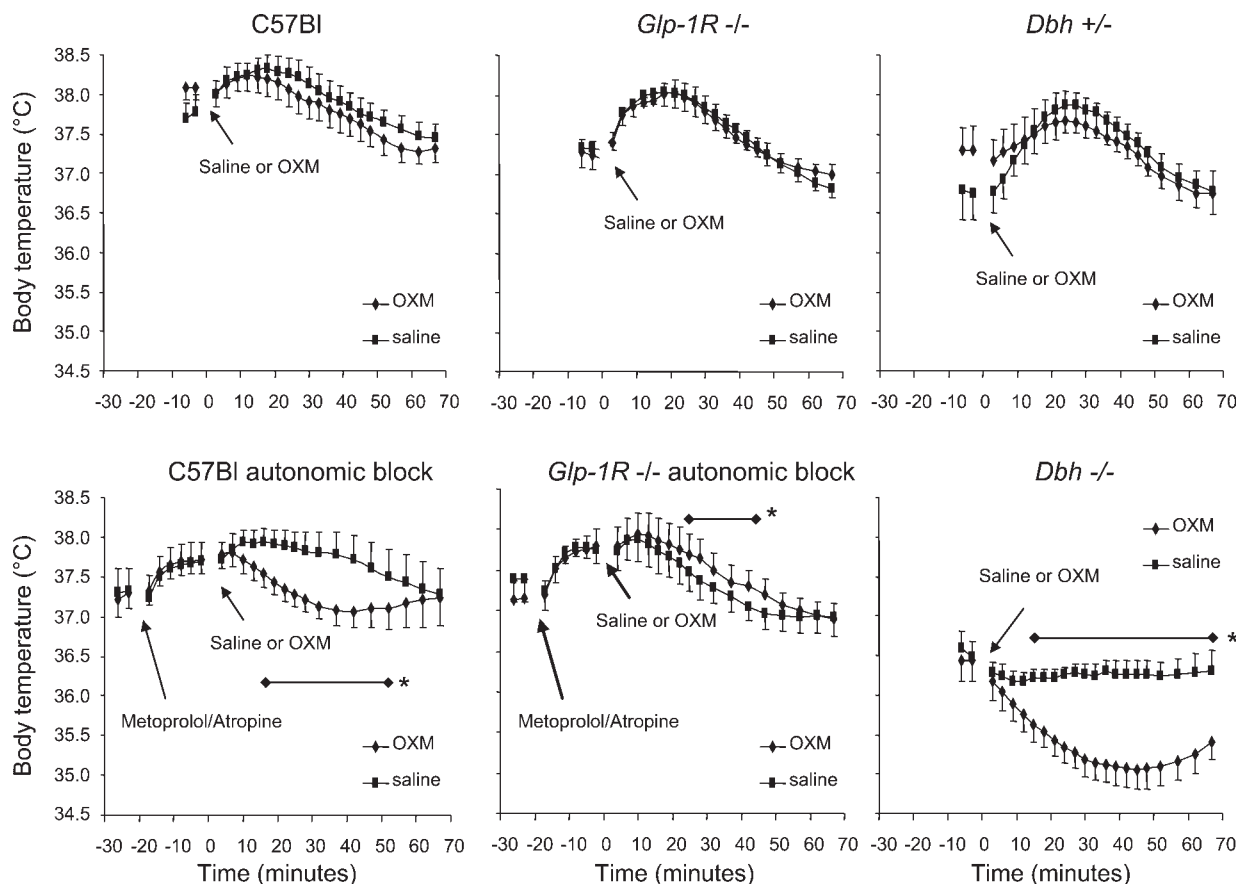 C57Bl
Glp-1R -/-
Dbh +/-
Body temperature (°C)
38.5
38.0
37.5
37.0
36.5
36.0
35.5
35.0
34.5
Saline or OXM
OXM
saline
-30 -20 -10 0 10 20 30 40 50 60 70
Saline or OXM
OXM
saline
-30 -20 -10 0 10 20 30 40 50 60 70
Saline or OXM
OXM
saline
-30 -20 -10 0 10 20 30 40 50 60 70
C57Bl autonomic block
Glp-1R -/- autonomic block
Dbh -/-
Body temperature (°C)
38.5
38.0
37.5
37.0
36.5
36.0
35.5
35.0
34.5
Saline or OXM
*
Metoprolol/Atropine
OXM
saline
-30 -20 -10 0 10 20 30 40 50 60 70
Time (minutes)
*
Saline or OXM
Metoprolol/Atropine
OXM
saline
-30 -20 -10 0 10 20 30 40 50 60 70
Time (minutes)
OXM
saline
Saline or OXM
*
-30 -20 -10 0 10 20 30 40 50 60 70
Time (minutes)